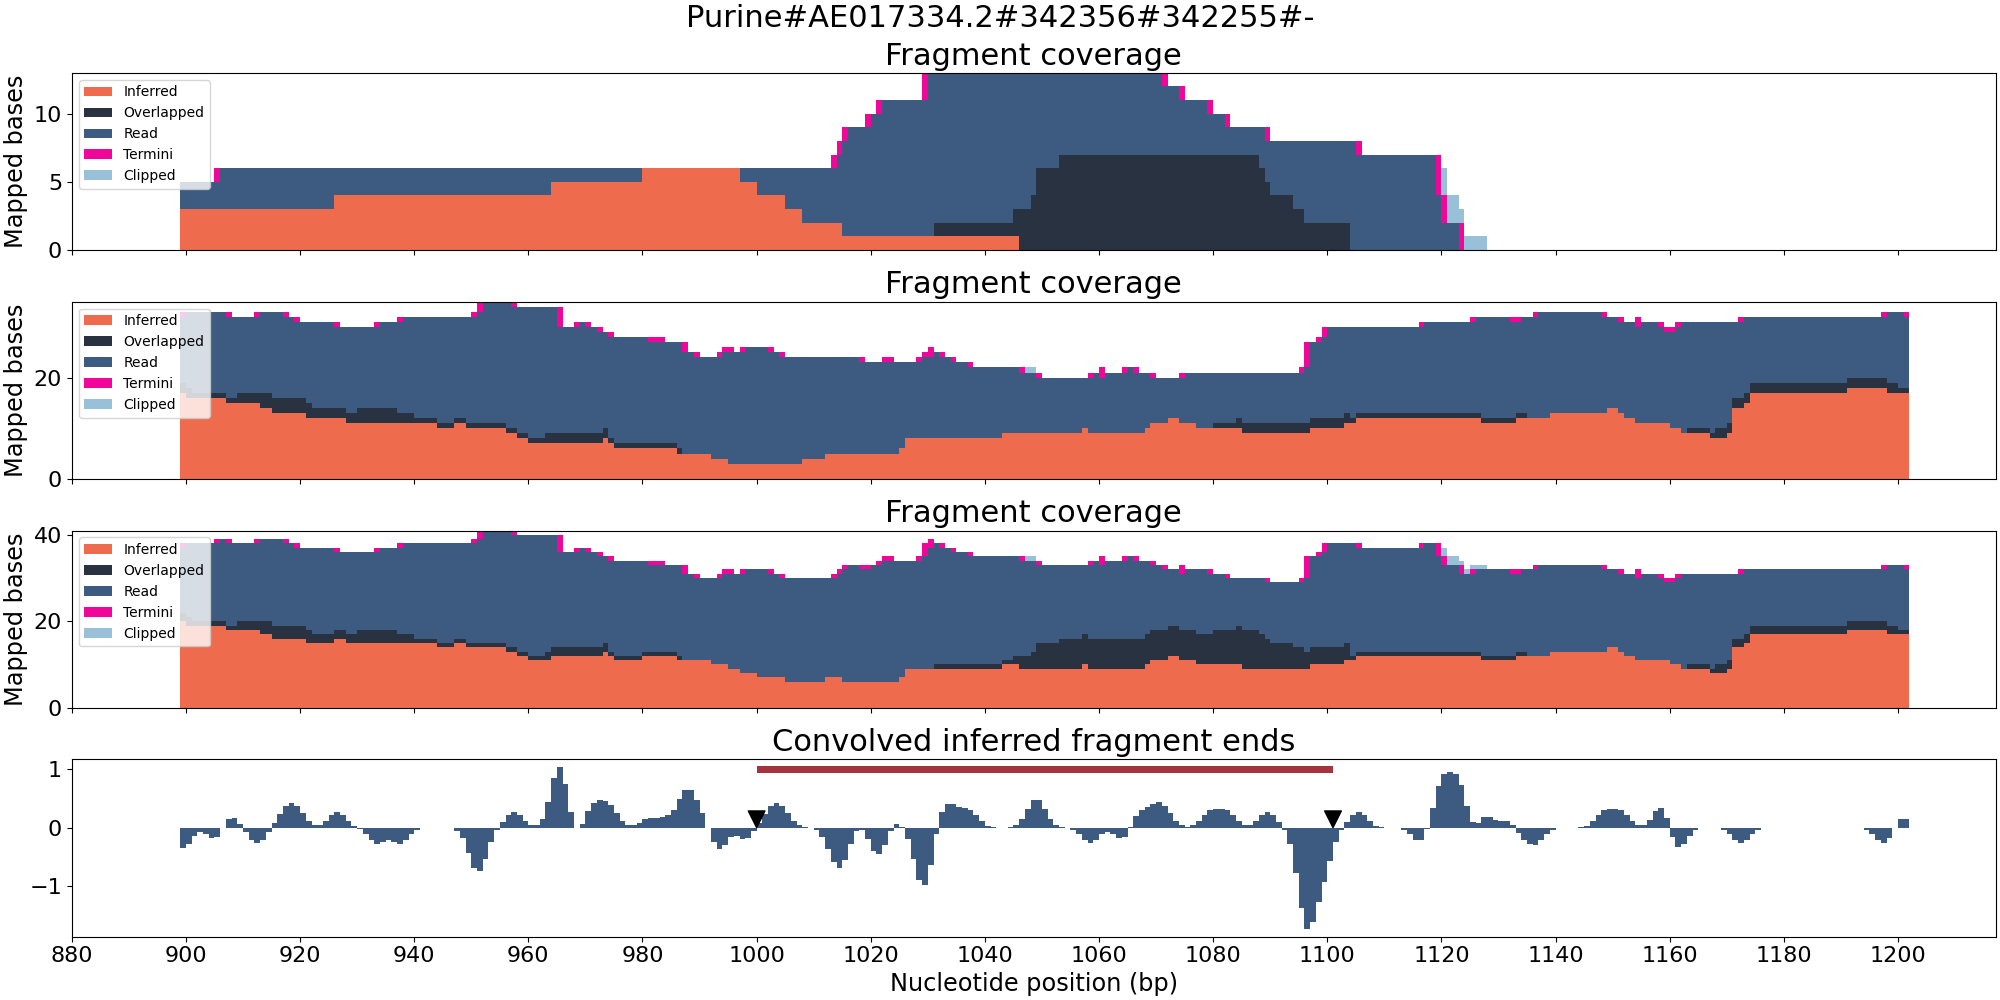 Purine#AE017334.2#342356#342255#-
Fragment coverage
Mapped bases
10
5
0
Inferred
Overlapped
Read
Termini
Clipped
Fragment coverage
Mapped bases
20
0
Inferred
Overlapped
Read
Termini
Clipped
Fragment coverage
Mapped bases
40
20
0
Inferred
Overlapped
Read
Termini
Clipped
Convolved inferred fragment ends
1
0
−1
880 900 920 940 960 980 1000 1020 1040 1060 1080 1100 1120 1140 1160 1180 1200
Nucleotide position (bp)